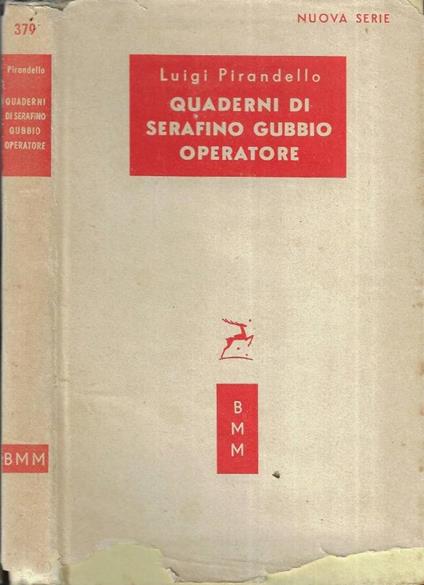 379
Pirandello
QUADERNI
DI SERAFINO
GUBBIO
OPERATORE
BMM
NUOVA SERIE
Luigi Pirandello
QUADERNI DI
SERAFINO GUBBIO
OPERATORE
B
M
M